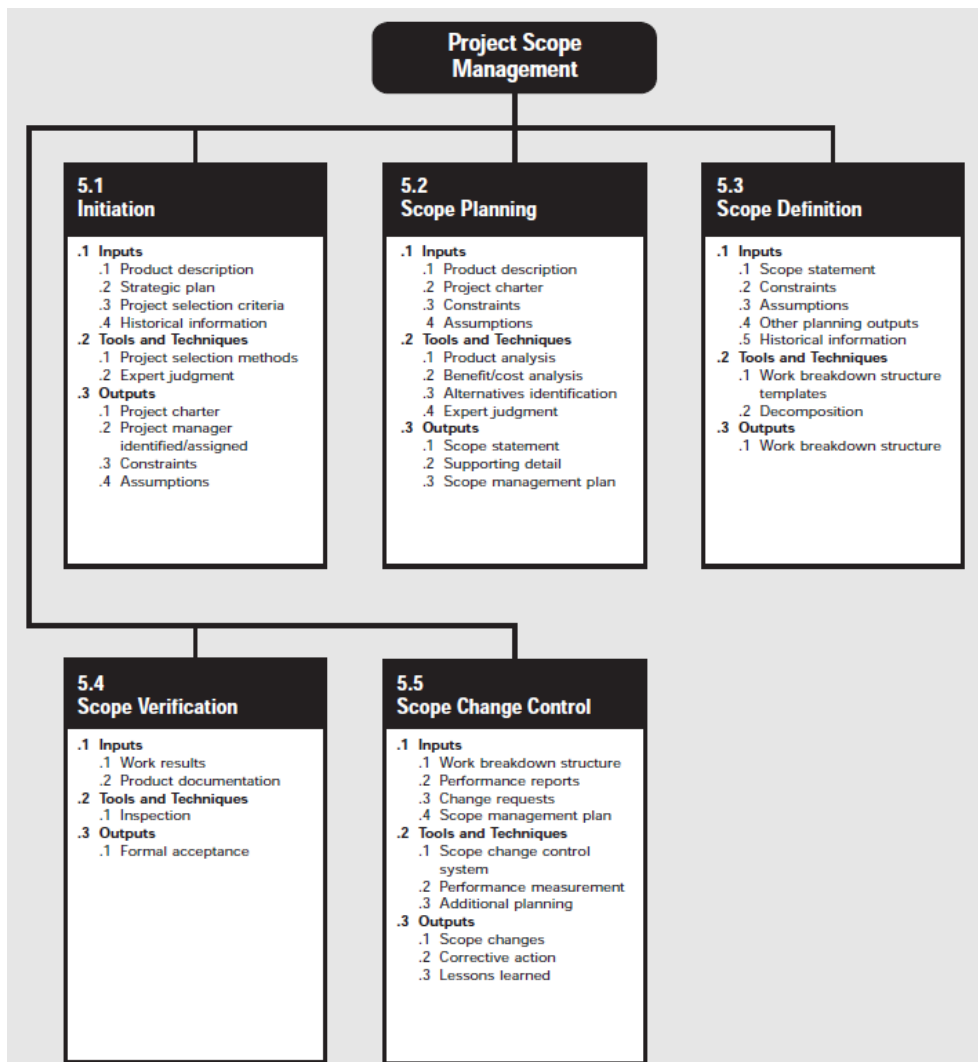 Project Scope
Management
5.1
Initiation
.1 Inputs
.1 Product description
.2 Strategic plan
.3 Project selection criteria
.4 Historical information
.2 Tools and Techniques
.1 Project selection methods
.2 Expert judgment
.3 Outputs
.1 Project charter
.2 Project manager
identified/assigned
.3 Constraints
.4 Assumptions
5.2
Scope Planning
.1 Inputs
.1 Product description
.2 Project charter
.3 Constraints
4 Assumptions
.2 Tools and Techniques
.1 Product analysis
.2 Benefit/cost analysis
.3 Alternatives identification
.4 Expert judgment
.3 Outputs
.1 Scope statement
.2 Supporting detail
.3 Scope management plan
5.3
Scope Definition
.1 Inputs
.1 Scope statement
.2 Constraints
.3 Assumptions
.4 Other planning outputs
.5 Historical information
.2 Tools and Techniques
.1 Work breakdown structure
templates
.2 Decomposition
.3 Outputs
.1 Work breakdown structure
5.4
Scope Verification
.1 Inputs
.1 Work results
.2 Product documentation
.2 Tools and Techniques
.1 Inspection
.3 Outputs
.1 Formal acceptance
5.5
Scope Change Control
.1 Inputs
.1 Work breakdown structure
.2 Performance reports
.3 Change requests
.4 Scope management plan
.2 Tools and Techniques
.1 Scope change control
system
.2 Performance measurement
.3 Additional planning
.3 Outputs
.1 Scope changes
.2 Corrective action
.3 Lessons learned